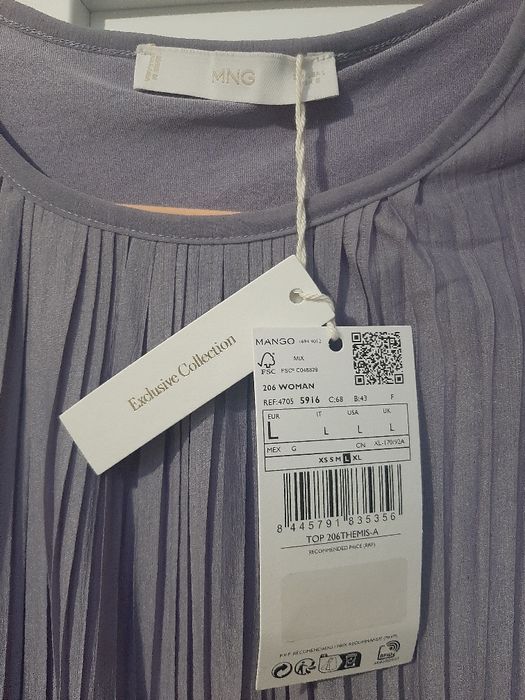 MNG
Exclusive Collection
MANGO
MIX
FSC
206 WOMAN
REF:4705 5916 C:68 B:43 F
EUR IT USA UK
L L L L
MEX G CN XL-170/92A
XS S M L XL
8 445791 835356
TOP 206THEMIS-A
RECOMMENDED PRICE (RRP)